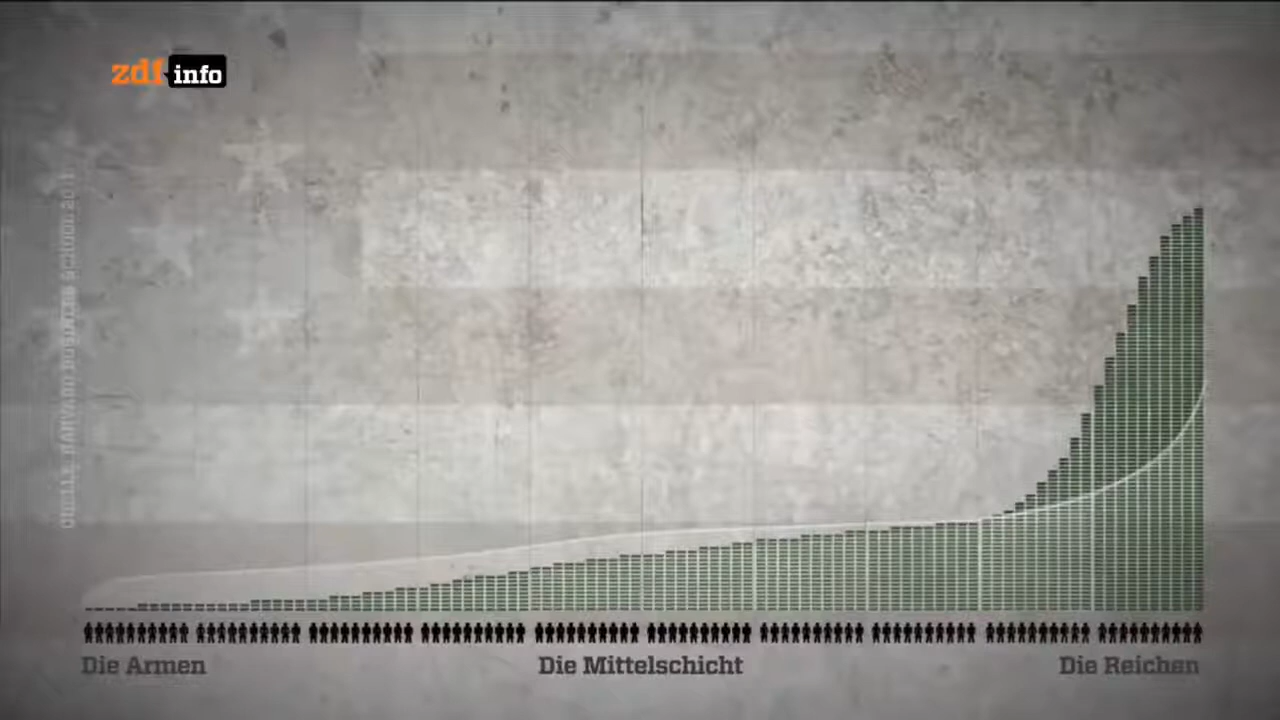 zdf info
QUELLE: HARVARD BUSINESS SCHOOL 2011
Die Armen
Die Mittelschicht
Die Reichen